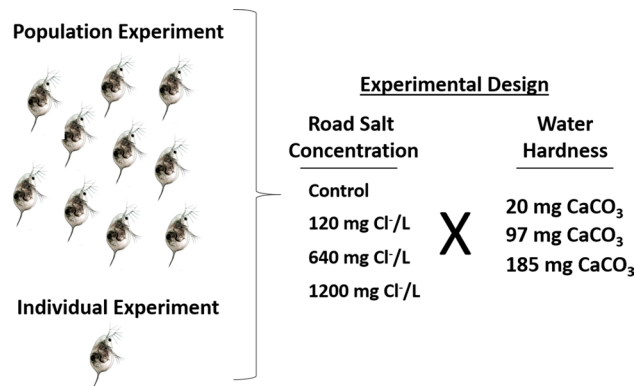 Population Experiment
Experimental Design
Road Salt
Concentration
Water
Hardness
Control
120 mg Cl⁻/L
640 mg Cl⁻/L
1200 mg Cl⁻/L
X
20 mg CaCO₃
97 mg CaCO₃
185 mg CaCO₃
Individual Experiment